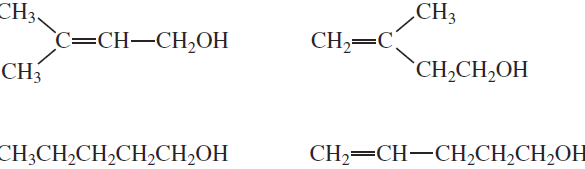 CH₃
C=CH—CH₂OH
CH₃
CH₃
CH₂=C
CH₂CH₂OH
CH₃CH₂CH₂CH₂CH₂OH
CH₂=CH—CH₂CH₂CH₂OH